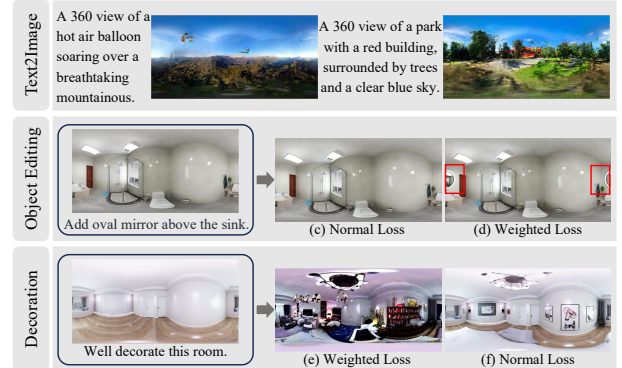 Text2Image
A 360 view of a
hot air balloon
soaring over a
breathtaking
mountainous.
A 360 view of a park
with a red building,
surrounded by trees
and a clear blue sky.
Object Editing
Add oval mirror above the sink.
(c) Normal Loss
(d) Weighted Loss
Decoration
Well decorate this room.
(e) Weighted Loss
(f) Normal Loss